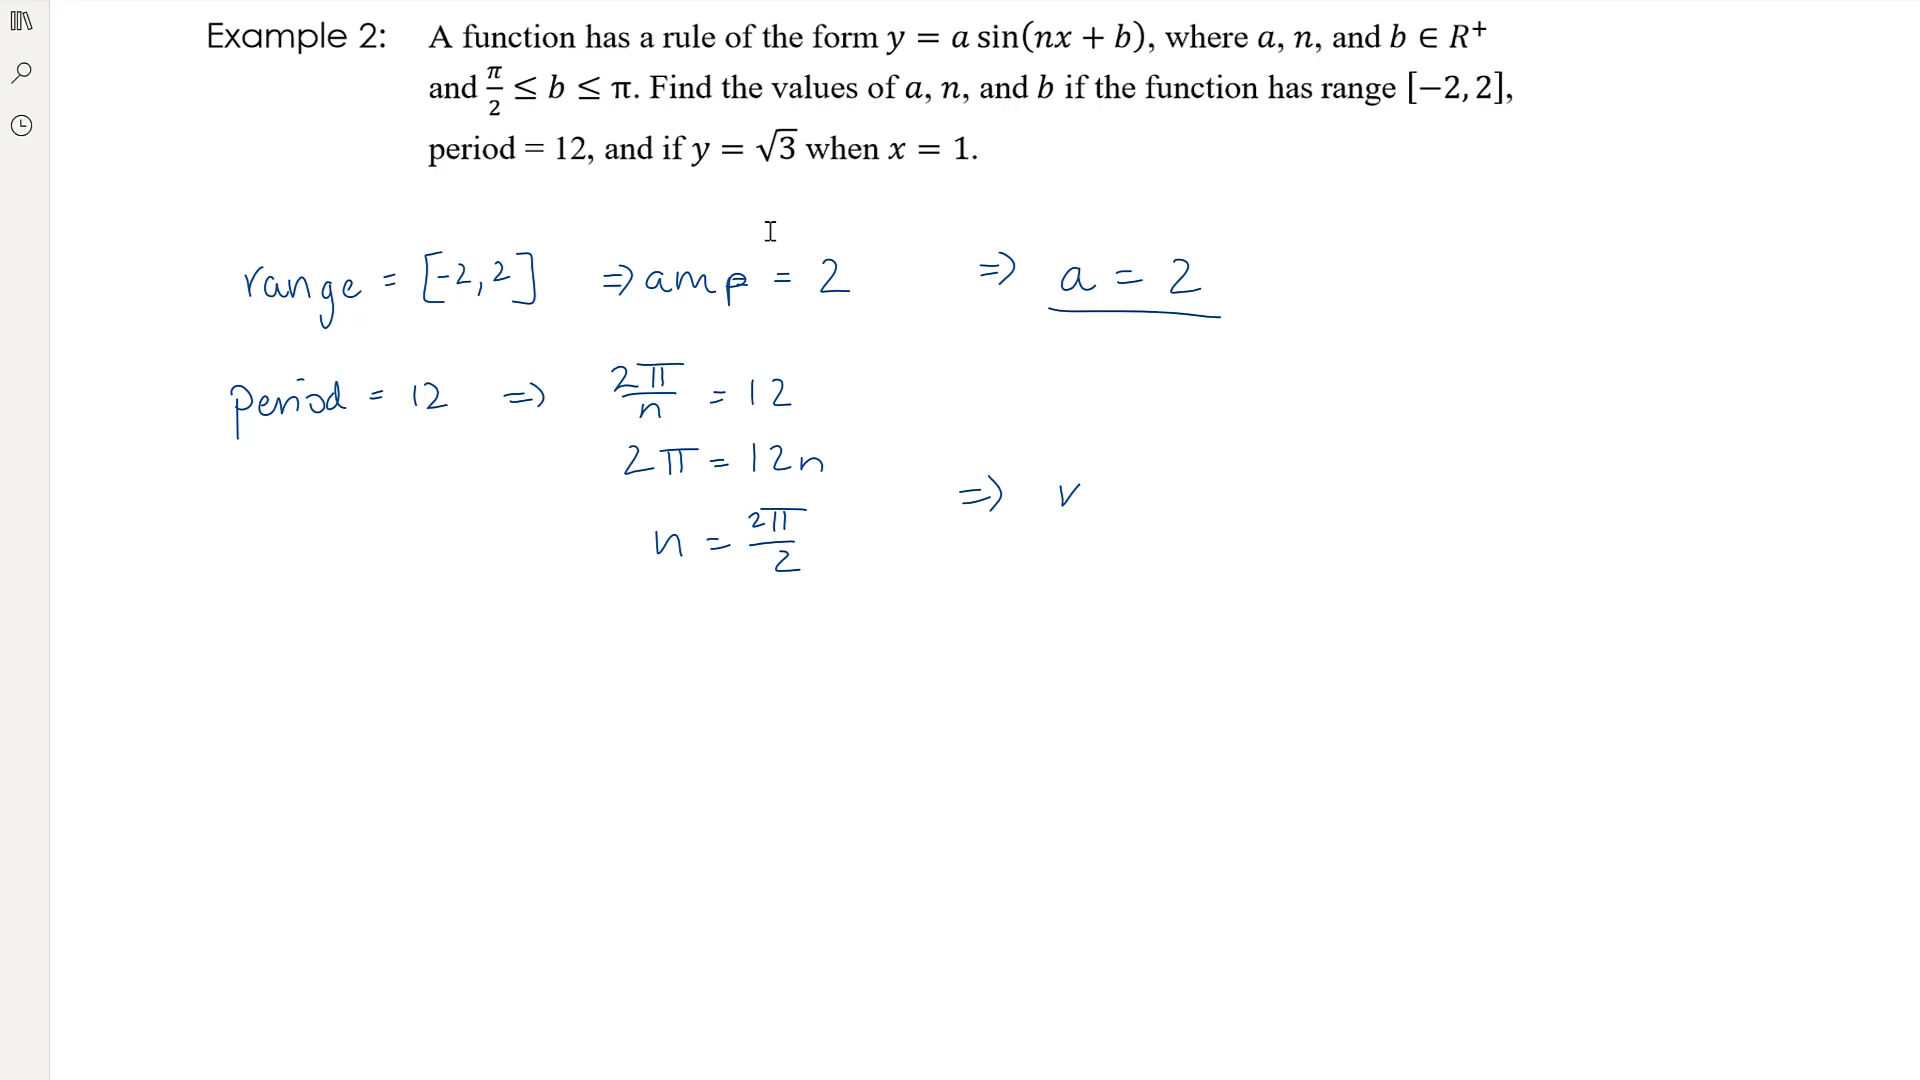 Example 2: A function has a rule of the form y = a sin(nx + b), where a, n, and b ∈ R⁺
and π/2 ≤ b ≤ π. Find the values of a, n, and b if the function has range [−2, 2],
period = 12, and if y = √3 when x = 1.
range = [-2, 2] ⇒ amp = 2 ⇒ a = 2
period = 12 ⇒ 2π/n = 12
2π = 12n
n = 2π/2 ⇒